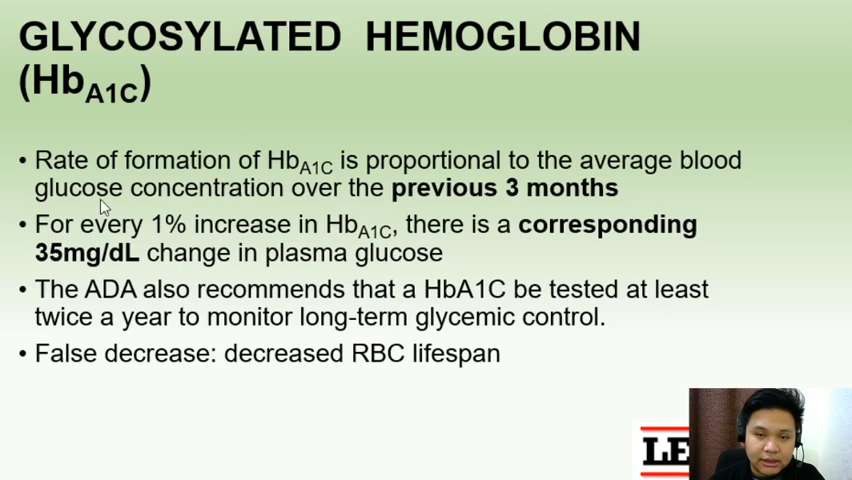 GLYCOSYLATED HEMOGLOBIN
(HbA1C)
• Rate of formation of HbA1C is proportional to the average blood
glucose concentration over the previous 3 months
• For every 1% increase in HbA1C, there is a corresponding
35mg/dL change in plasma glucose
• The ADA also recommends that a HbA1C be tested at least
twice a year to monitor long-term glycemic control.
• False decrease: decreased RBC lifespan